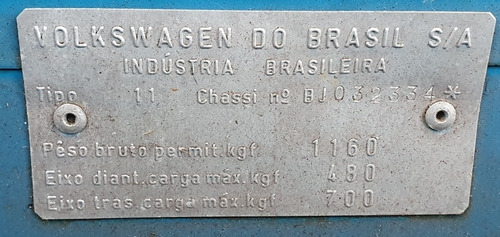 VOLKSWAGEN DO BRASIL S/A
INDÚSTRIA BRASILEIRA
Tipo 11 Chassi nº BJ032334*
Pêso bruto permit.kgf 1160
Eixo diant.carga máx.kgf 480
Eixo tras.carga máx.kgf 700